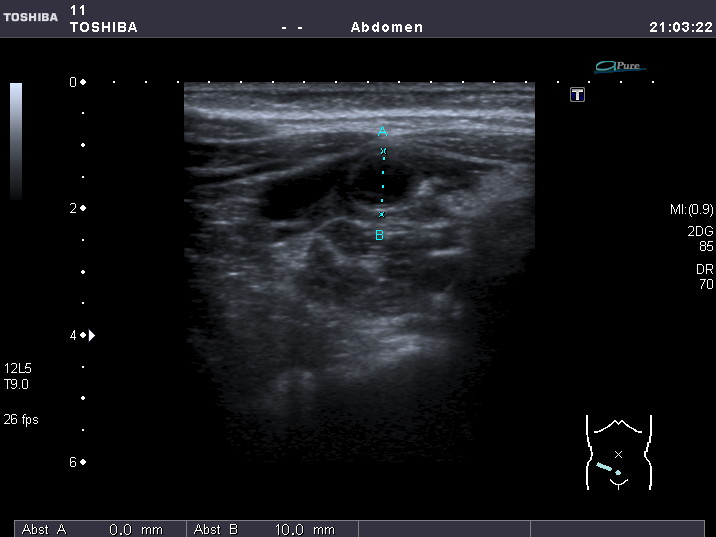 TOSHIBA
11
TOSHIBA - - Abdomen 21:03:22
aPure
T
0
A
2
B
4
6
MI:(0.9)
2DG
85
DR
70
12L5
T9.0
26 fps
Abst A 0.0 mm Abst B 10.0 mm